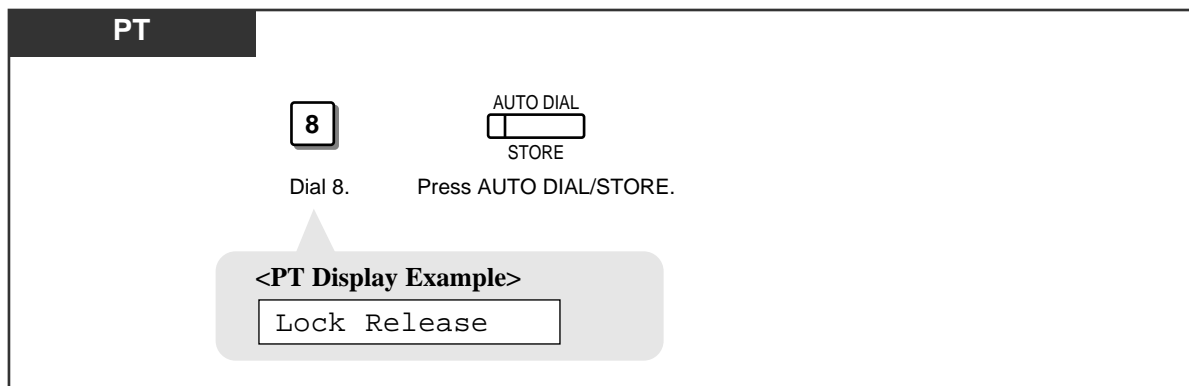 PT
8
AUTO DIAL
STORE
Dial 8.
Press AUTO DIAL/STORE.
<PT Display Example>
Lock Release